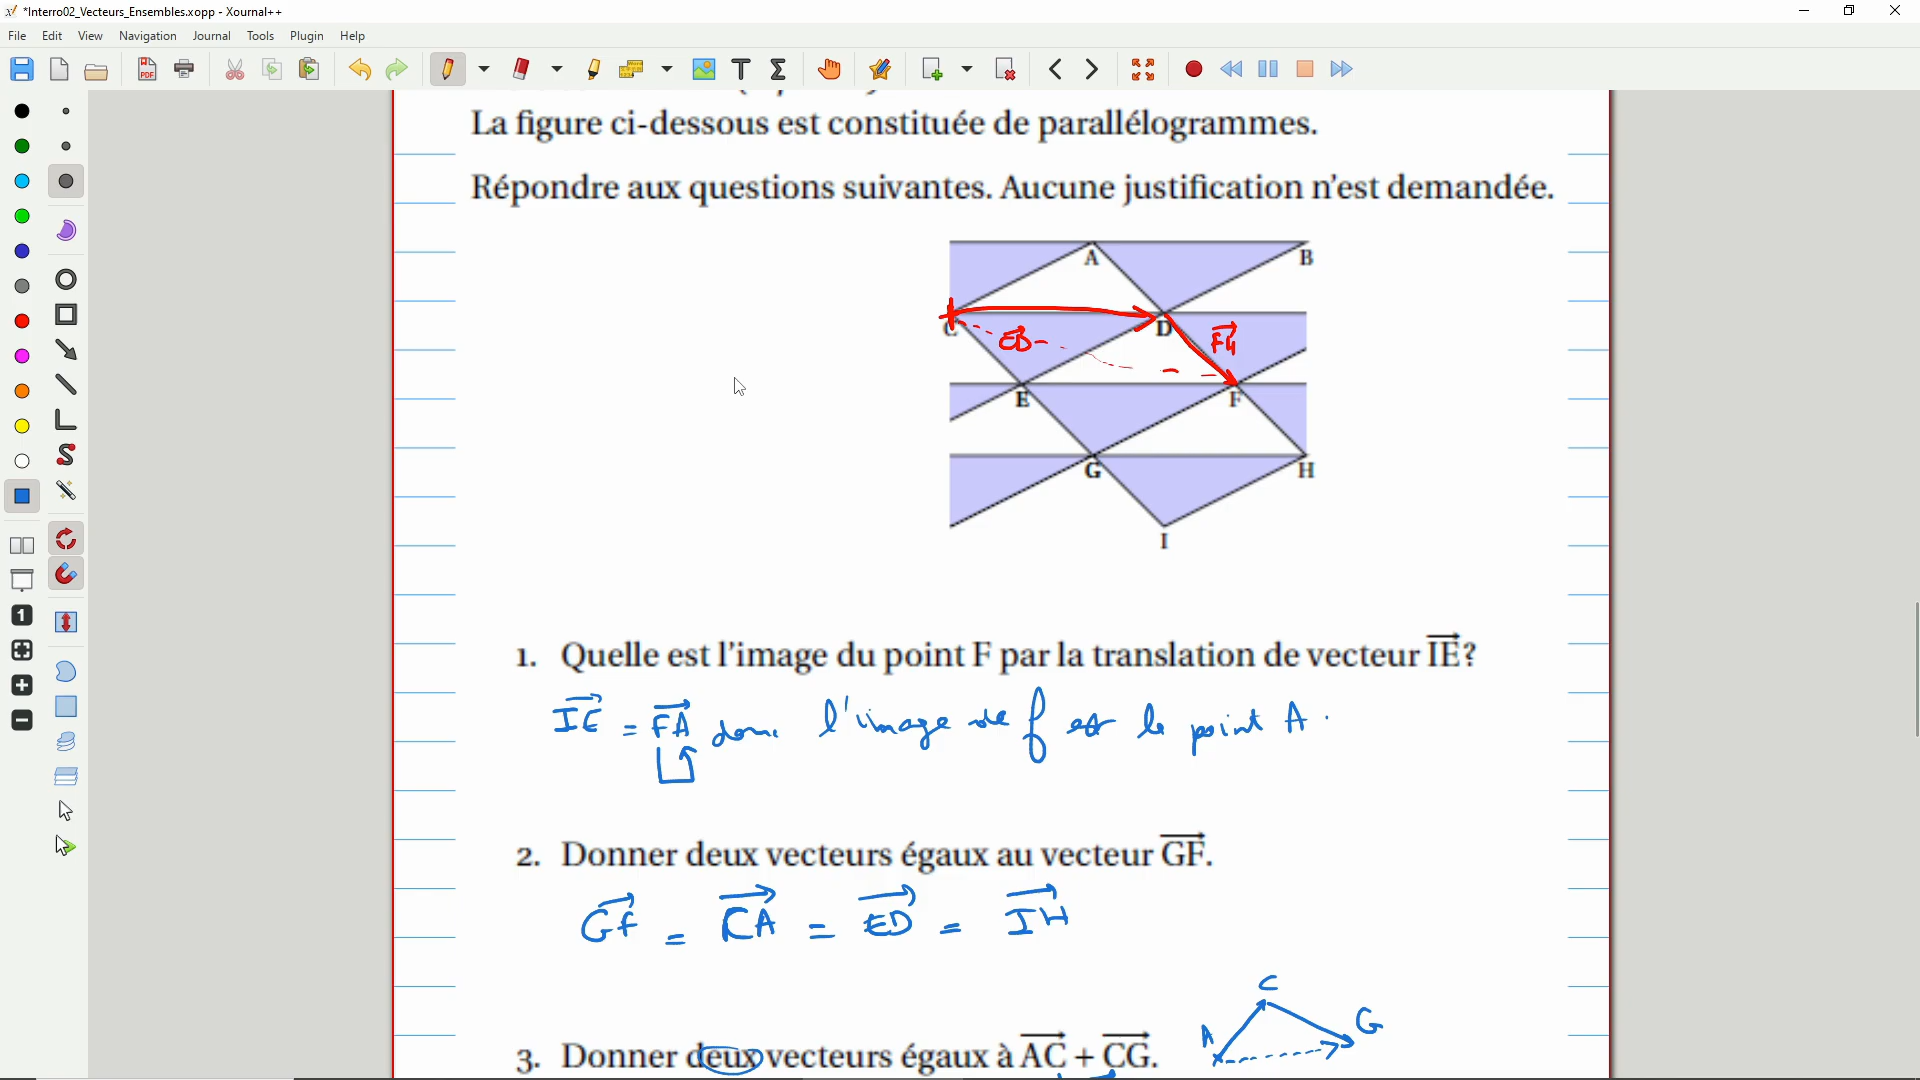 *Interro02_Vecteurs_Ensembles.xopp - Xournal++
File Edit View Navigation Journal Tools Plugin Help
La figure ci-dessous est constituée de parallélogrammes.
Répondre aux questions suivantes. Aucune justification n'est demandée.
A B
C D
E F
G H
I
1. Quelle est l'image du point F par la translation de vecteur IE?
IE = FA donc l'image de f est le point A.
2. Donner deux vecteurs égaux au vecteur GF.
Gf = CA = ED = IH
C
A G
3. Donner deux vecteurs égaux à AC + CG.